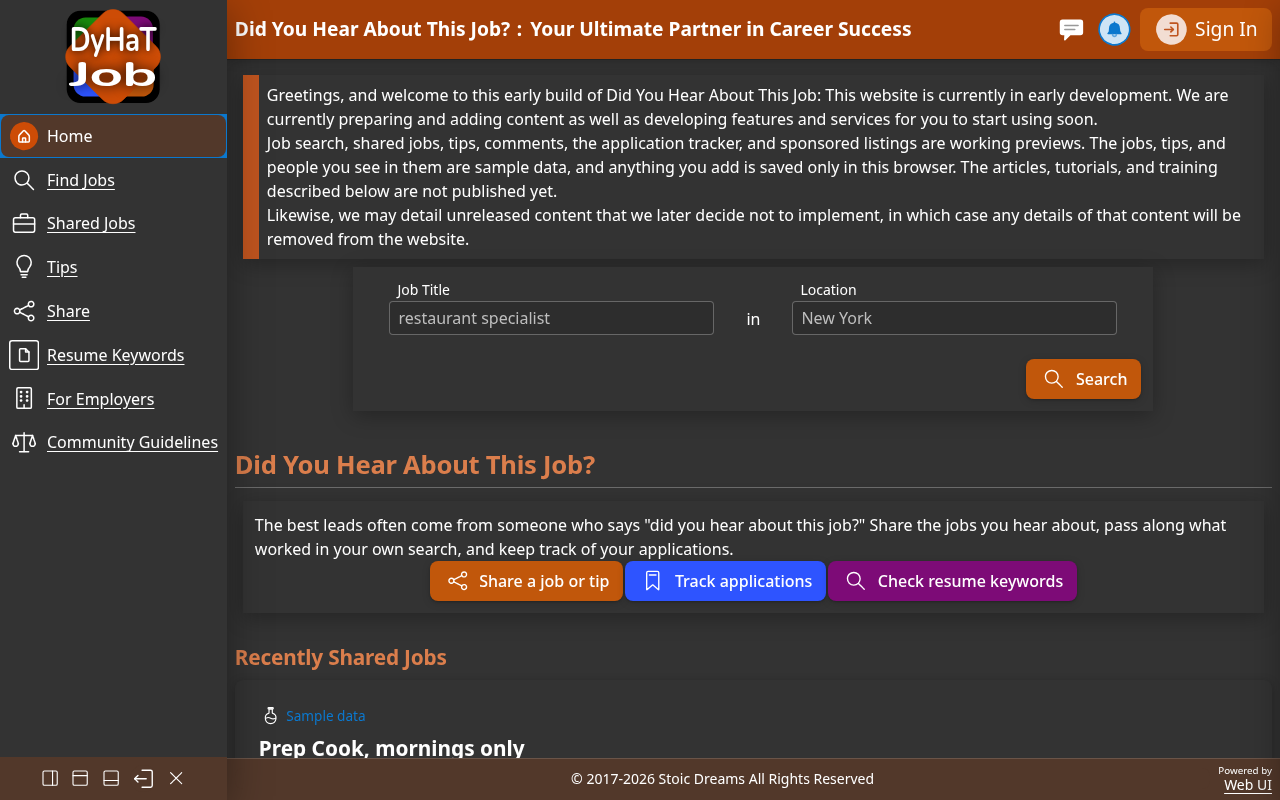 DyHaT
Job
Did You Hear About This Job? : Your Ultimate Partner in Career Success
Sign In
Home
Find Jobs
Shared Jobs
Tips
Share
Resume Keywords
For Employers
Community Guidelines
Greetings, and welcome to this early build of Did You Hear About This Job: This website is currently in early development. We are
currently preparing and adding content as well as developing features and services for you to start using soon.
Job search, shared jobs, tips, comments, the application tracker, and sponsored listings are working previews. The jobs, tips, and
people you see in them are sample data, and anything you add is saved only in this browser. The articles, tutorials, and training
described below are not published yet.
Likewise, we may detail unreleased content that we later decide not to implement, in which case any details of that content will be
removed from the website.
Job Title
Location
restaurant specialist
in
New York
Search
Did You Hear About This Job?
The best leads often come from someone who says "did you hear about this job?" Share the jobs you hear about, pass along what
worked in your own search, and keep track of your applications.
Share a job or tip
Track applications
Check resume keywords
Recently Shared Jobs
Sample data
Prep Cook, mornings only
© 2017-2026 Stoic Dreams All Rights Reserved
Powered by
Web UI